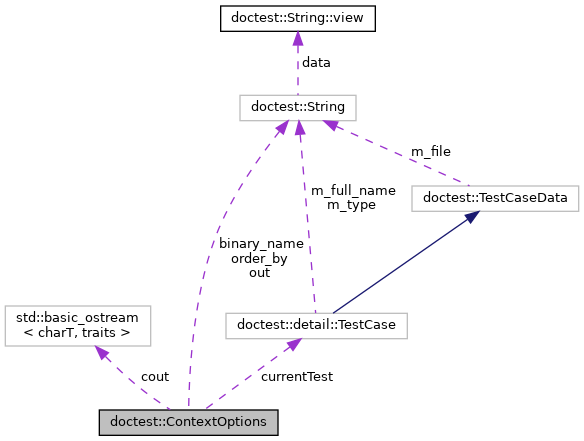 doctest::String::view
data
doctest::String
m_file
m_full_name
m_type
doctest::TestCaseData
binary_name
order_by
out
std::basic_ostream
< charT, traits >
doctest::detail::TestCase
cout
currentTest
doctest::ContextOptions